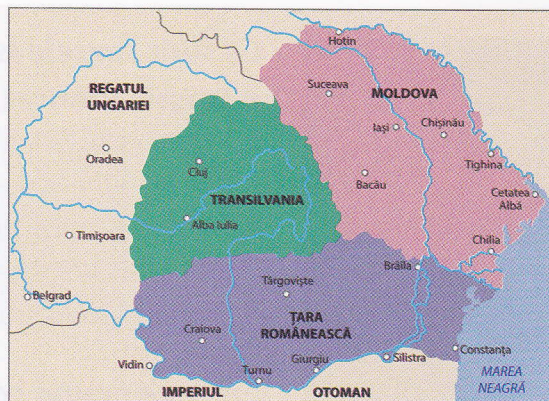 Hotin
REGATUL
UNGARIEI
Suceava
MOLDOVA
Iași
Chișinău
Oradea
Cluj
Tighina
Bacău
TRANSILVANIA
Cetatea
Albă
Alba Iulia
Timișoara
Chilia
Brăila
Belgrad
Târgoviște
Craiova
ȚARA
ROMÂNEASCĂ
Constanța
Vidin
Turnu
Giurgiu
Silistra
IMPERIUL
OTOMAN
MAREA
NEAGRĂ